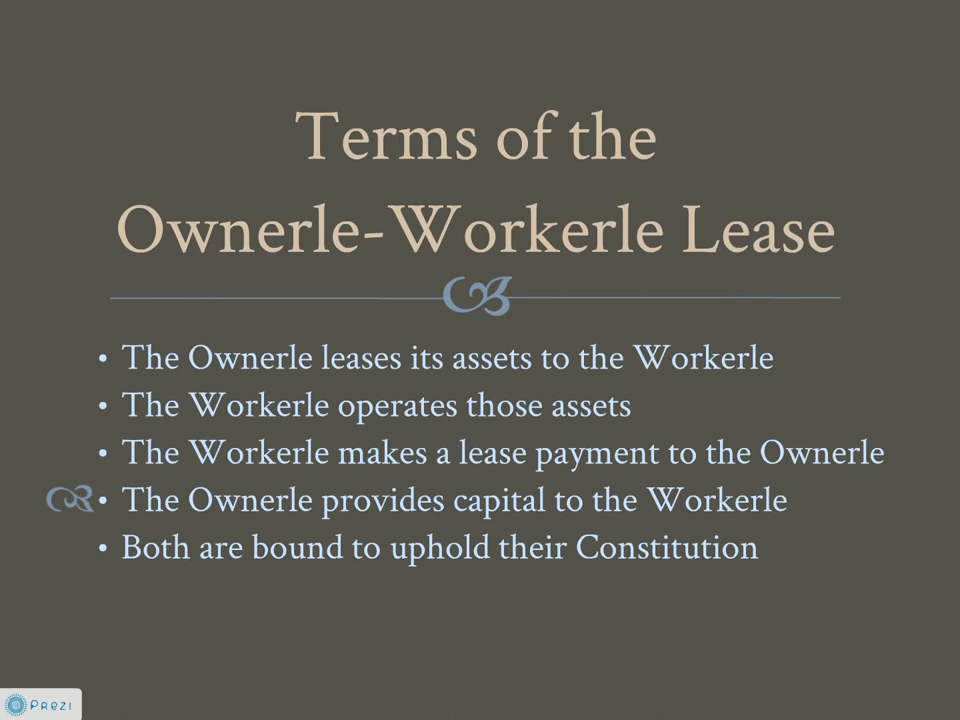 Terms of the
Ownerle-Workerle Lease
• The Ownerle leases its assets to the Workerle
• The Workerle operates those assets
• The Workerle makes a lease payment to the Ownerle
• The Ownerle provides capital to the Workerle
• Both are bound to uphold their Constitution
Prezi